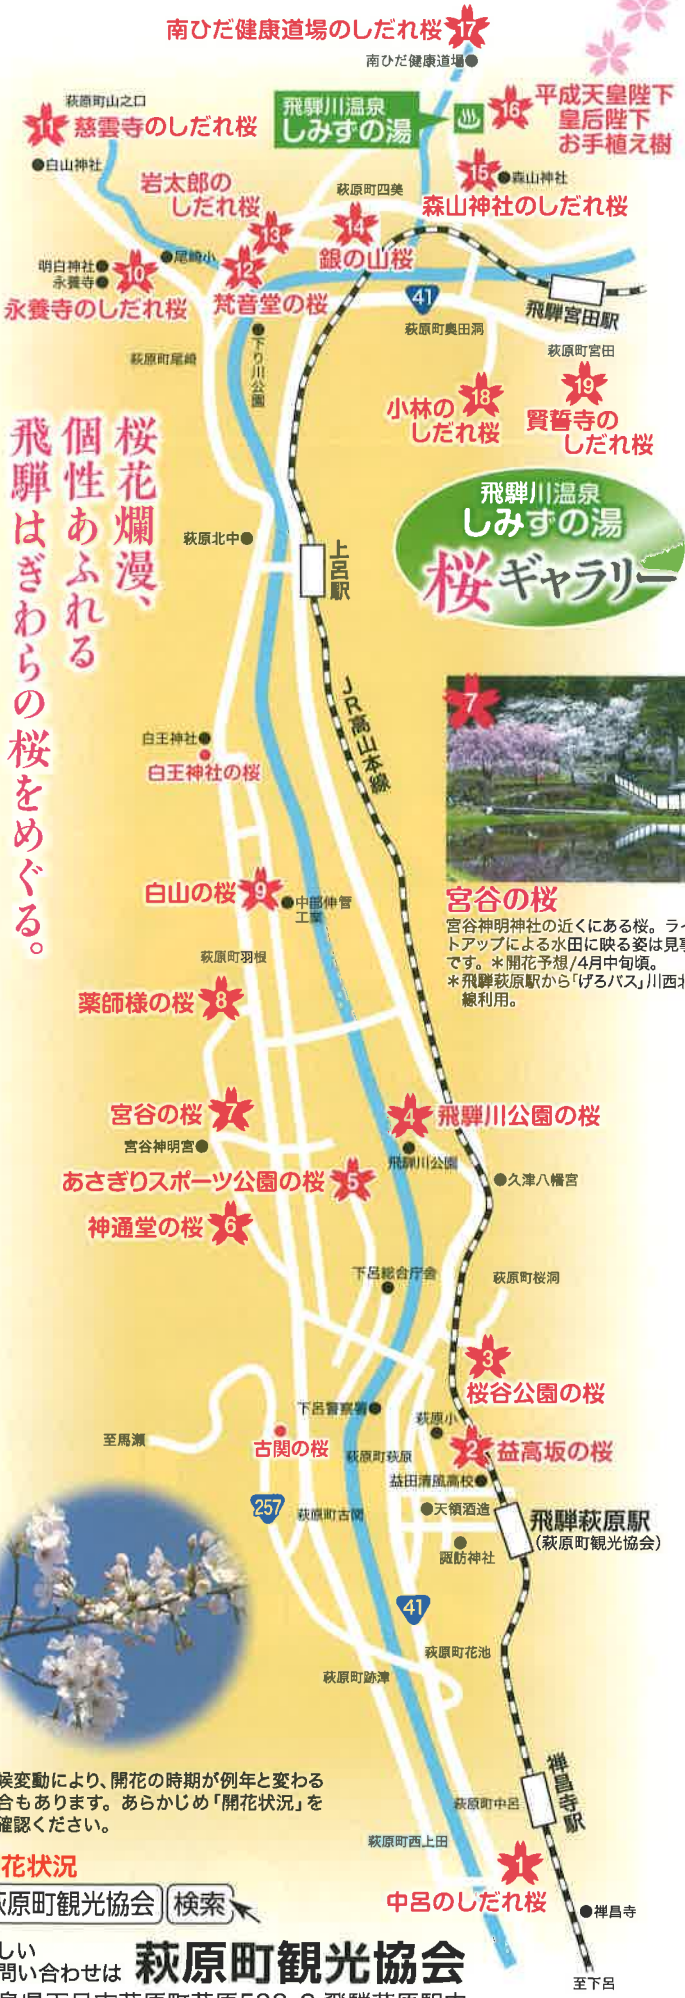 南ひだ健康道場のしだれ桜
17
南ひだ健康道場
萩原町山之口
11
慈雲寺のしだれ桜
飛騨川温泉
しみずの湯
16
平成天皇陛下
皇后陛下
お手植え樹
白山神社
岩太郎の
しだれ桜
萩原町四美
15
森山神社
森山神社のしだれ桜
13
14
銀の山桜
尾崎小
明白神社
永養寺
10
永養寺のしだれ桜
12
梵音堂の桜
41
飛騨宮田駅
萩原町奥田洞
萩原町宮田
下り川公園
萩原町尾崎
18
小林の
しだれ桜
19
賢誓寺の
しだれ桜
桜花爛漫、
個性あふれる
飛騨はぎわらの桜をめぐる。
飛騨川温泉
しみずの湯
桜ギャラリー
萩原北中
上呂駅
JR高山本線
7
白王神社
白王神社の桜
白山の桜
9
中部伸管
工業
宮谷の桜
宮谷神明神社の近くにある桜。ライ
トアップによる水田に映る姿は見事
です。＊開花予想/4月中旬頃。
＊飛騨萩原駅から「げろバス」川西北
線利用。
萩原町羽根
薬師様の桜
8
宮谷の桜
7
4
飛騨川公園の桜
宮谷神明宮
飛騨川公園
あさぎりスポーツ公園の桜
5
久津八幡宮
神通堂の桜
6
下呂総合庁舎
萩原町桜洞
3
桜谷公園の桜
下呂警察署
萩原小
至馬瀬
古関の桜
萩原町萩原
2
益高坂の桜
益田清風高校
257
萩原町古関
天領酒造
飛騨萩原駅
(萩原町観光協会)
諏訪神社
41
萩原町花池
萩原町跡津
候変動により、開花の時期が例年と変わる
合もあります。あらかじめ「開花状況」を
確認ください。
禅昌寺駅
萩原町中呂
萩原町西上田
花状況
萩原町観光協会
検索
1
中呂のしだれ桜
禅昌寺
しい
問い合わせは
萩原町観光協会
至下呂